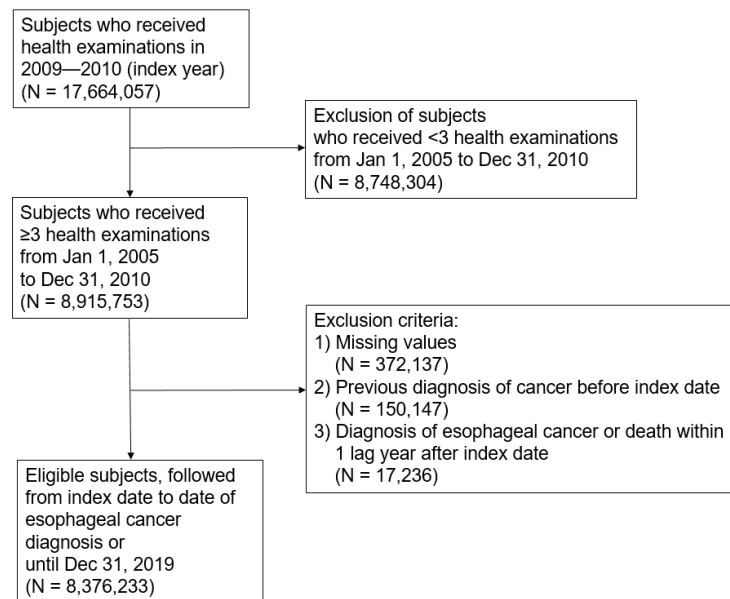 Subjects who received
health examinations in
2009—2010 (index year)
(N = 17,664,057)
Exclusion of subjects
who received <3 health examinations
from Jan 1, 2005 to Dec 31, 2010
(N = 8,748,304)
Subjects who received
≥3 health examinations
from Jan 1, 2005
to Dec 31, 2010
(N = 8,915,753)
Exclusion criteria:
1) Missing values
(N = 372,137)
2) Previous diagnosis of cancer before index date
(N = 150,147)
3) Diagnosis of esophageal cancer or death within
1 lag year after index date
(N = 17,236)
Eligible subjects, followed
from index date to date of
esophageal cancer
diagnosis or
until Dec 31, 2019
(N = 8,376,233)